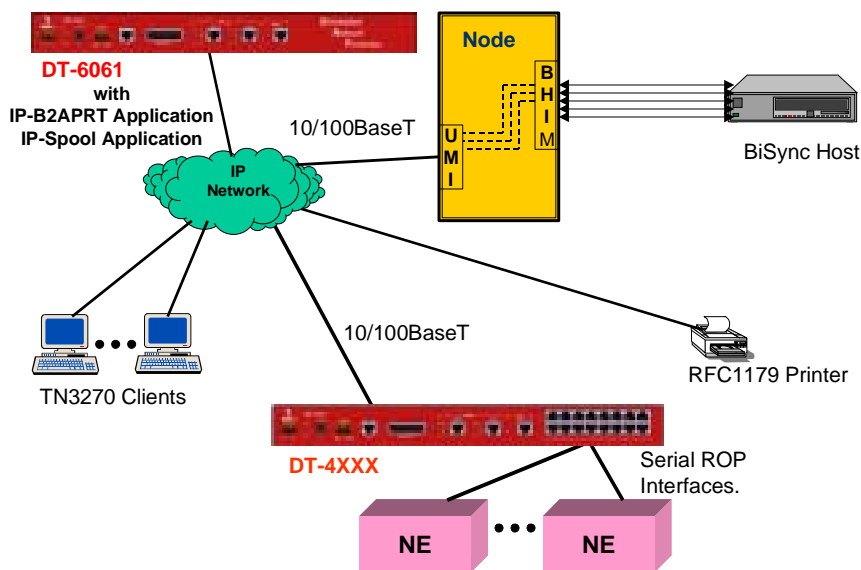 Node
DT-6061
with
IP-B2APRT Application
IP-Spool Application
10/100BaseT
B
H
I
M
U
M
I
BiSync Host
IP
Network
10/100BaseT
TN3270 Clients
RFC1179 Printer
DT-4XXX
Serial ROP
Interfaces.
NE
NE